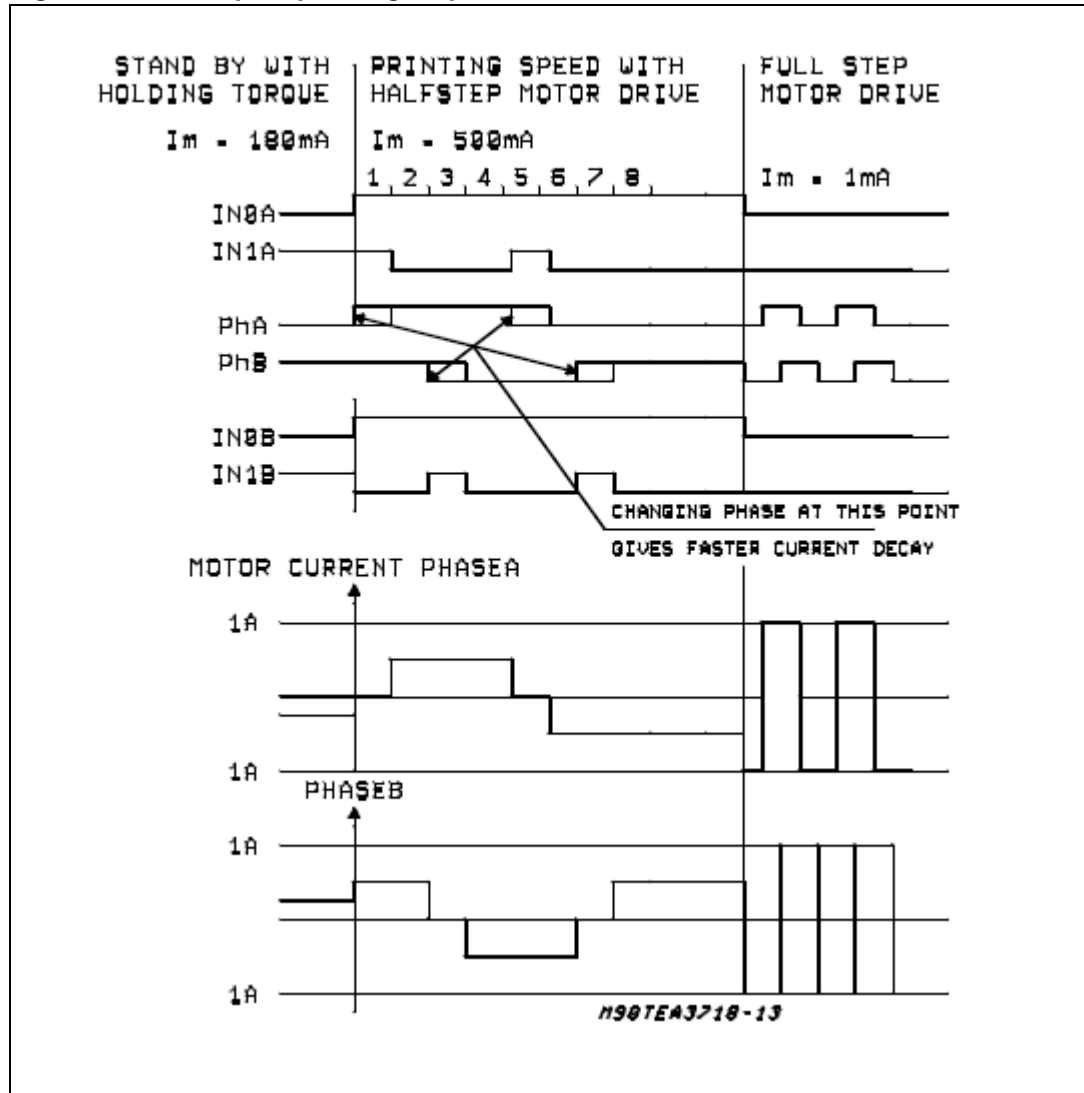 STAND BY WITH
HOLDING TORQUE
Im = 180mA
PRINTING SPEED WITH
HALFSTEP MOTOR DRIVE
Im = 500mA
FULL STEP
MOTOR DRIVE
Im = 1mA
1 2 3 4 5 6 7 8
IN0A
IN1A
PhA
PhB
IN0B
IN1B
CHANGING PHASE AT THIS POINT
GIVES FASTER CURRENT DECAY
MOTOR CURRENT PHASEA
1A
1A
PHASEB
1A
1A
M90TEA3718-13